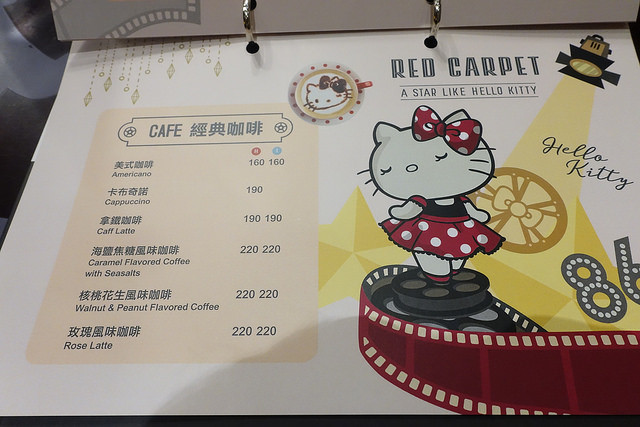 RED CARPET
A STAR LIKE HELLO KITTY
Hello
Kitty
CAFE 經典咖啡
H I
美式咖啡 160 160
Americano
卡布奇諾 190
Cappuccino
拿鐵咖啡 190 190
Caff Latte
海鹽焦糖風味咖啡 220 220
Caramel Flavored Coffee
with Seasalts
核桃花生風味咖啡 220 220
Walnut & Peanut Flavored Coffee
玫瑰風味咖啡 220 220
Rose Latte